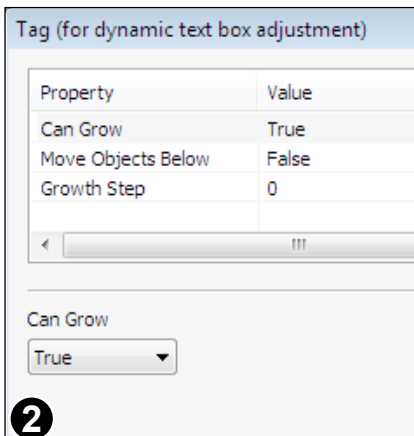 Tag (for dynamic text box adjustment)
Property Value
Can Grow True
Move Objects Below False
Growth Step 0
Can Grow
True
2